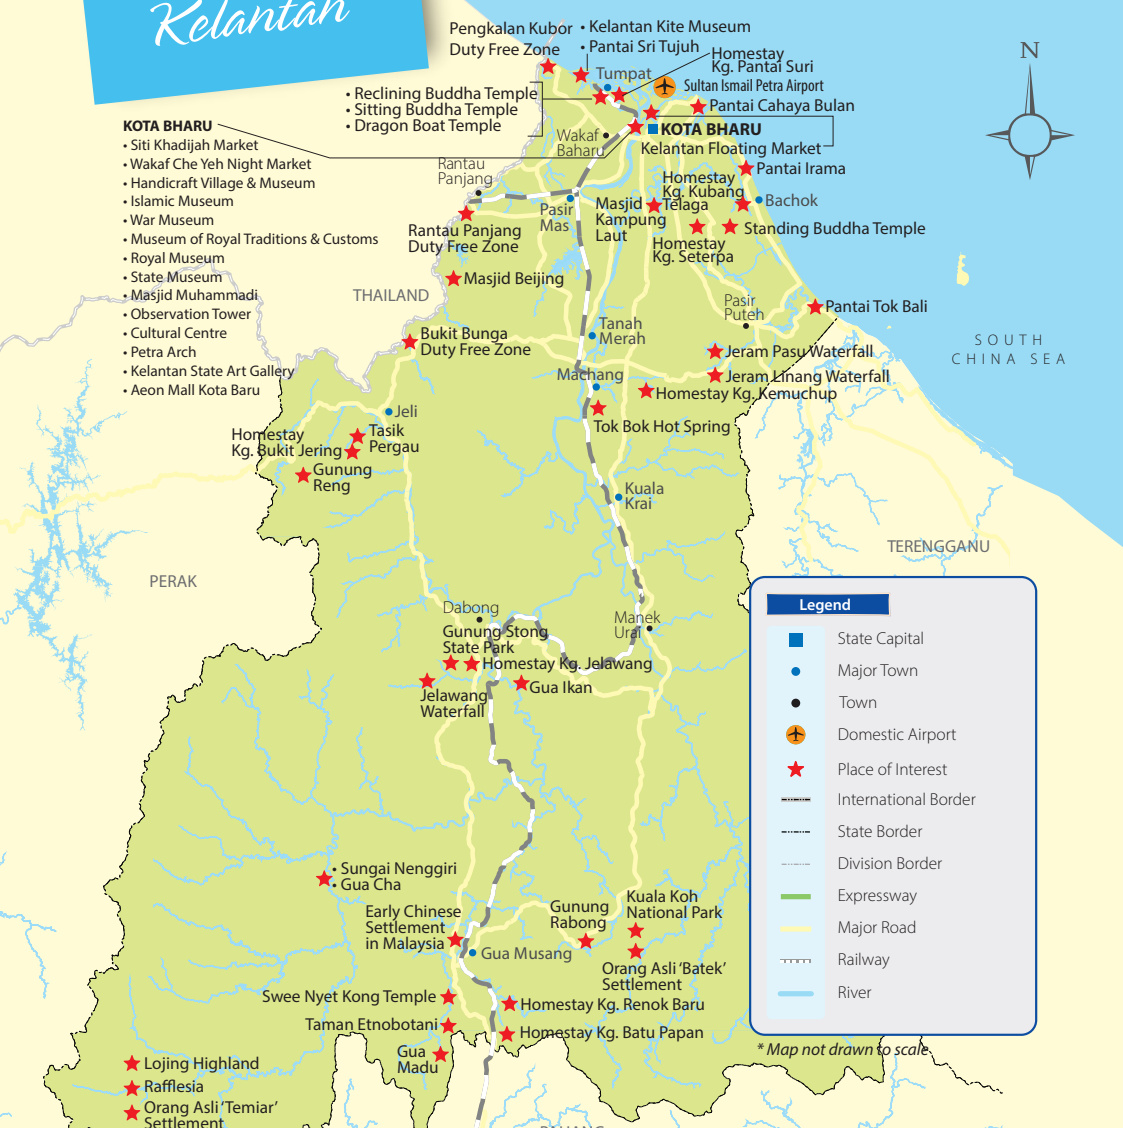 Kelantan
Pengkalan Kubor
Duty Free Zone
• Kelantan Kite Museum
• Pantai Sri Tujuh
Homestay
Kg. Pantai Suri
Tumpat
Sultan Ismail Petra Airport
• Reclining Buddha Temple
• Sitting Buddha Temple
• Dragon Boat Temple
Pantai Cahaya Bulan
KOTA BHARU
• Siti Khadijah Market
• Wakaf Che Yeh Night Market
• Handicraft Village & Museum
• Islamic Museum
• War Museum
• Museum of Royal Traditions & Customs
• Royal Museum
• State Museum
• Masjid Muhammadi
• Observation Tower
• Cultural Centre
• Petra Arch
• Kelantan State Art Gallery
• Aeon Mall Kota Baru
Wakaf
Baharu
KOTA BHARU
Kelantan Floating Market
Rantau
Panjang
Pantai Irama
Homestay
Kg. Kubang
Telaga
Bachok
Pasir
Mas
Masjid
Kampung
Laut
Standing Buddha Temple
Rantau Panjang
Duty Free Zone
Homestay
Kg. Seterpa
Masjid Beijing
THAILAND
Pasir
Puteh
Pantai Tok Bali
Tanah
Merah
Bukit Bunga
Duty Free Zone
SOUTH
CHINA SEA
Jeram Pasu Waterfall
Machang
Jeram Linang Waterfall
Homestay Kg. Kemuchup
Jeli
Tok Bok Hot Spring
Homestay
Kg. Bukit Jering
Tasik
Pergau
Gunung
Reng
Kuala
Krai
TERENGGANU
PERAK
Dabong
Manek
Urai
Gunung Stong
State Park
Homestay Kg. Jelawang
Gua Ikan
Jelawang
Waterfall
• Sungai Nenggiri
• Gua Cha
Early Chinese
Settlement
in Malaysia
Gunung
Rabong
Kuala Koh
National Park
Gua Musang
Orang Asli ‘Batek’
Settlement
Swee Nyet Kong Temple
Homestay Kg. Renok Baru
Taman Etnobotani
Homestay Kg. Batu Papan
Gua
Madu
Lojing Highland
Rafflesia
Orang Asli ‘Temiar’
Settlement
PAHANG
N
Legend
State Capital
Major Town
Town
Domestic Airport
Place of Interest
International Border
State Border
Division Border
Expressway
Major Road
Railway
River
* Map not drawn to scale